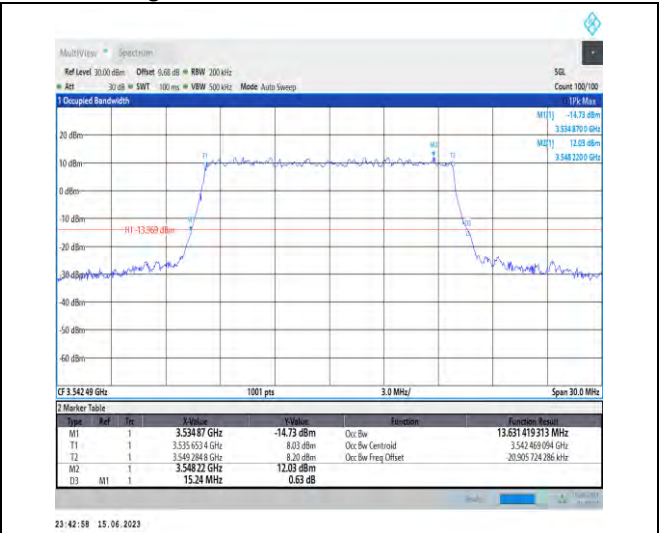 MultiView Spectrum
Ref Level 30.00 dBm Offset 9.68 dB RBW 200 kHz SGL
Att 30 dB SWT 100 ms VBW 500 kHz Mode Auto Sweep Count 100/100
1 Occupied Bandwidth 1Pk Max
M1[1] -14.73 dBm
3.534 870 0 GHz
M2[1] 12.03 dBm
3.548 220 0 GHz
20 dBm
M2
T1 T2
10 dBm
0 dBm
-10 dBm
M1 D3
H1 -13.969 dBm
-20 dBm
-30 dBm
-40 dBm
-50 dBm
-60 dBm
CF 3.542 49 GHz 1001 pts 3.0 MHz/ Span 30.0 MHz
2 Marker Table
Type Ref Trc X-Value Y-Value Function Function Result
M1 1 3.534 87 GHz -14.73 dBm Occ Bw 13.631 419 313 MHz
T1 1 3.535 653 4 GHz 8.03 dBm Occ Bw Centroid 3.542 469 094 GHz
T2 1 3.549 284 8 GHz 8.20 dBm Occ Bw Freq Offset -20.905 724 286 kHz
M2 1 3.548 22 GHz 12.03 dBm
D3 M1 1 15.24 MHz 0.63 dB
23:42:58 15.06.2023